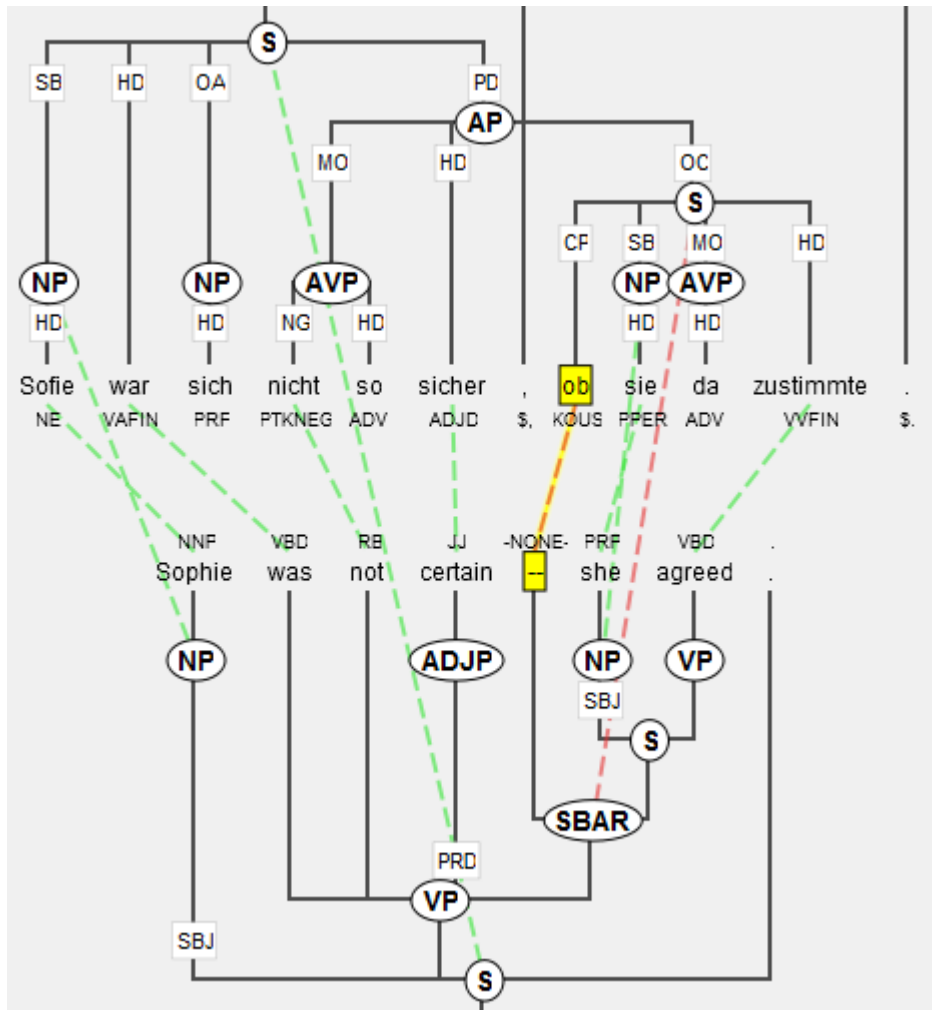 S
SB HD OA PD
AP
MO HD OC
S
CP SB MO HD
NP NP AVP NP AVP
HD HD NG HD HD HD
Sofie war sich nicht so sicher , ob sie da zustimmte .
NE VAFIN PRF PTKNEG ADV ADJD $, KOUS PPER ADV VVFIN $.
NNP VBD RB JJ -NONE- PRP VBD .
Sophie was not certain -- she agreed .
NP ADJP NP VP
SBJ
S
SBAR
PRD
VP
SBJ
S